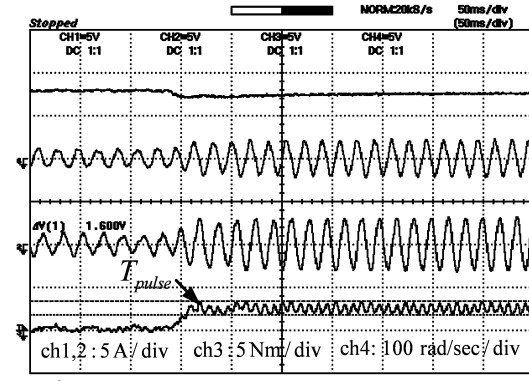 NORM:20kS/s 50ms/div
Stopped (50ms/div)
CH1=5V CH2=5V CH3=5V CH4=5V
DC 1:1 DC 1:1 DC 1:1 DC 1:1
ΔV(1) 1.600V
T_pulse
ch1,2 : 5 A / div ch3 : 5 Nm / div ch4: 100 rad/sec / div